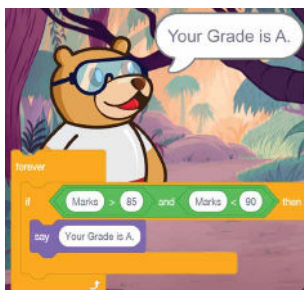 Your Grade is A.
forever
if Marks > 85 and Marks < 90 then
say Your Grade is A.